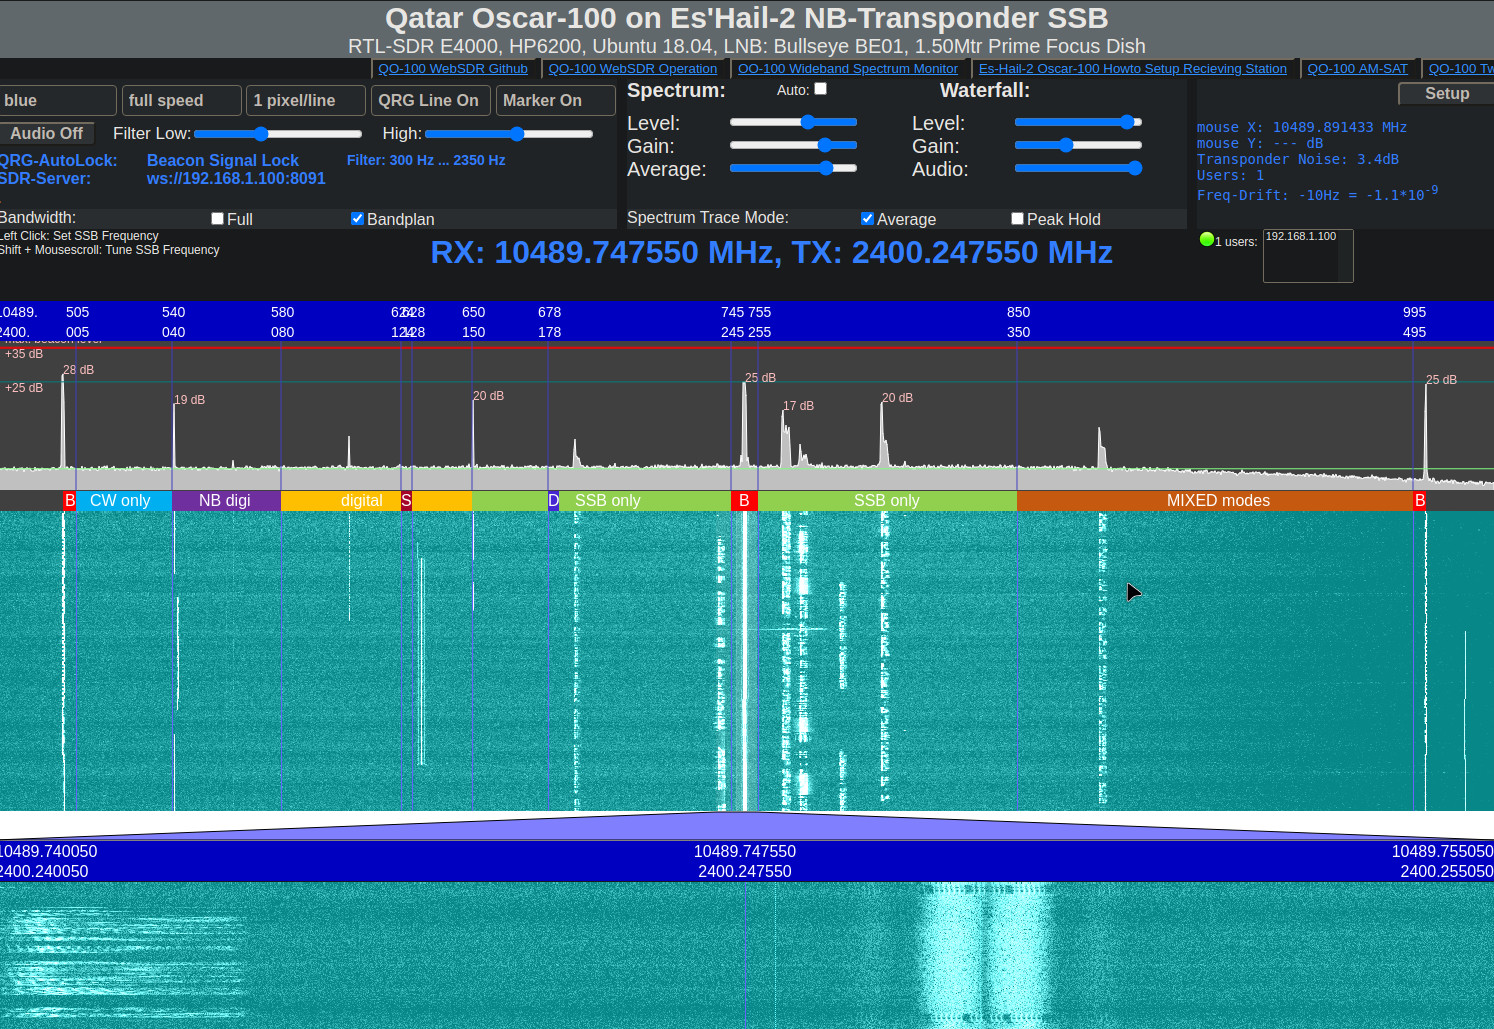 Qatar Oscar-100 on Es'Hail-2 NB-Transponder SSB
RTL-SDR E4000, HP6200, Ubuntu 18.04, LNB: Bullseye BE01, 1.50Mtr Prime Focus Dish
QO-100 WebSDR Github QO-100 WebSDR Operation QO-100 Wideband Spectrum Monitor Es-Hail-2 Oscar-100 Howto Setup Recieving Station QO-100 AM-SAT QO-100 Tw
blue full speed 1 pixel/line QRG Line On Marker On Spectrum: Auto: Waterfall: Setup
Audio Off Filter Low: High: Level: Level:
mouse X: 10489.891433 MHz
Gain: Gain:
mouse Y: --- dB
QRG-AutoLock: Beacon Signal Lock Filter: 300 Hz ... 2350 Hz
Transponder Noise: 3.4dB
Average: Audio:
SDR-Server: ws://192.168.1.100:8091
Users: 1
Freq-Drift: -10Hz = -1.1*10-9
Bandwidth: Full Bandplan Spectrum Trace Mode: Average Peak Hold
Left Click: Set SSB Frequency
Shift + Mousescroll: Tune SSB Frequency
RX: 10489.747550 MHz, TX: 2400.247550 MHz
1 users: 192.168.1.100
10489. 505 540 580 624 628 650 678 745 755 850 995
2400. 005 040 080 124 128 150 178 245 255 350 495
max. beacon level
+35 dB
28 dB
25 dB
25 dB
+25 dB
19 dB
20 dB
17 dB
20 dB
B CW only NB digi digital S D SSB only B SSB only MIXED modes B
10489.740050 10489.747550 10489.755050
2400.240050 2400.247550 2400.255050